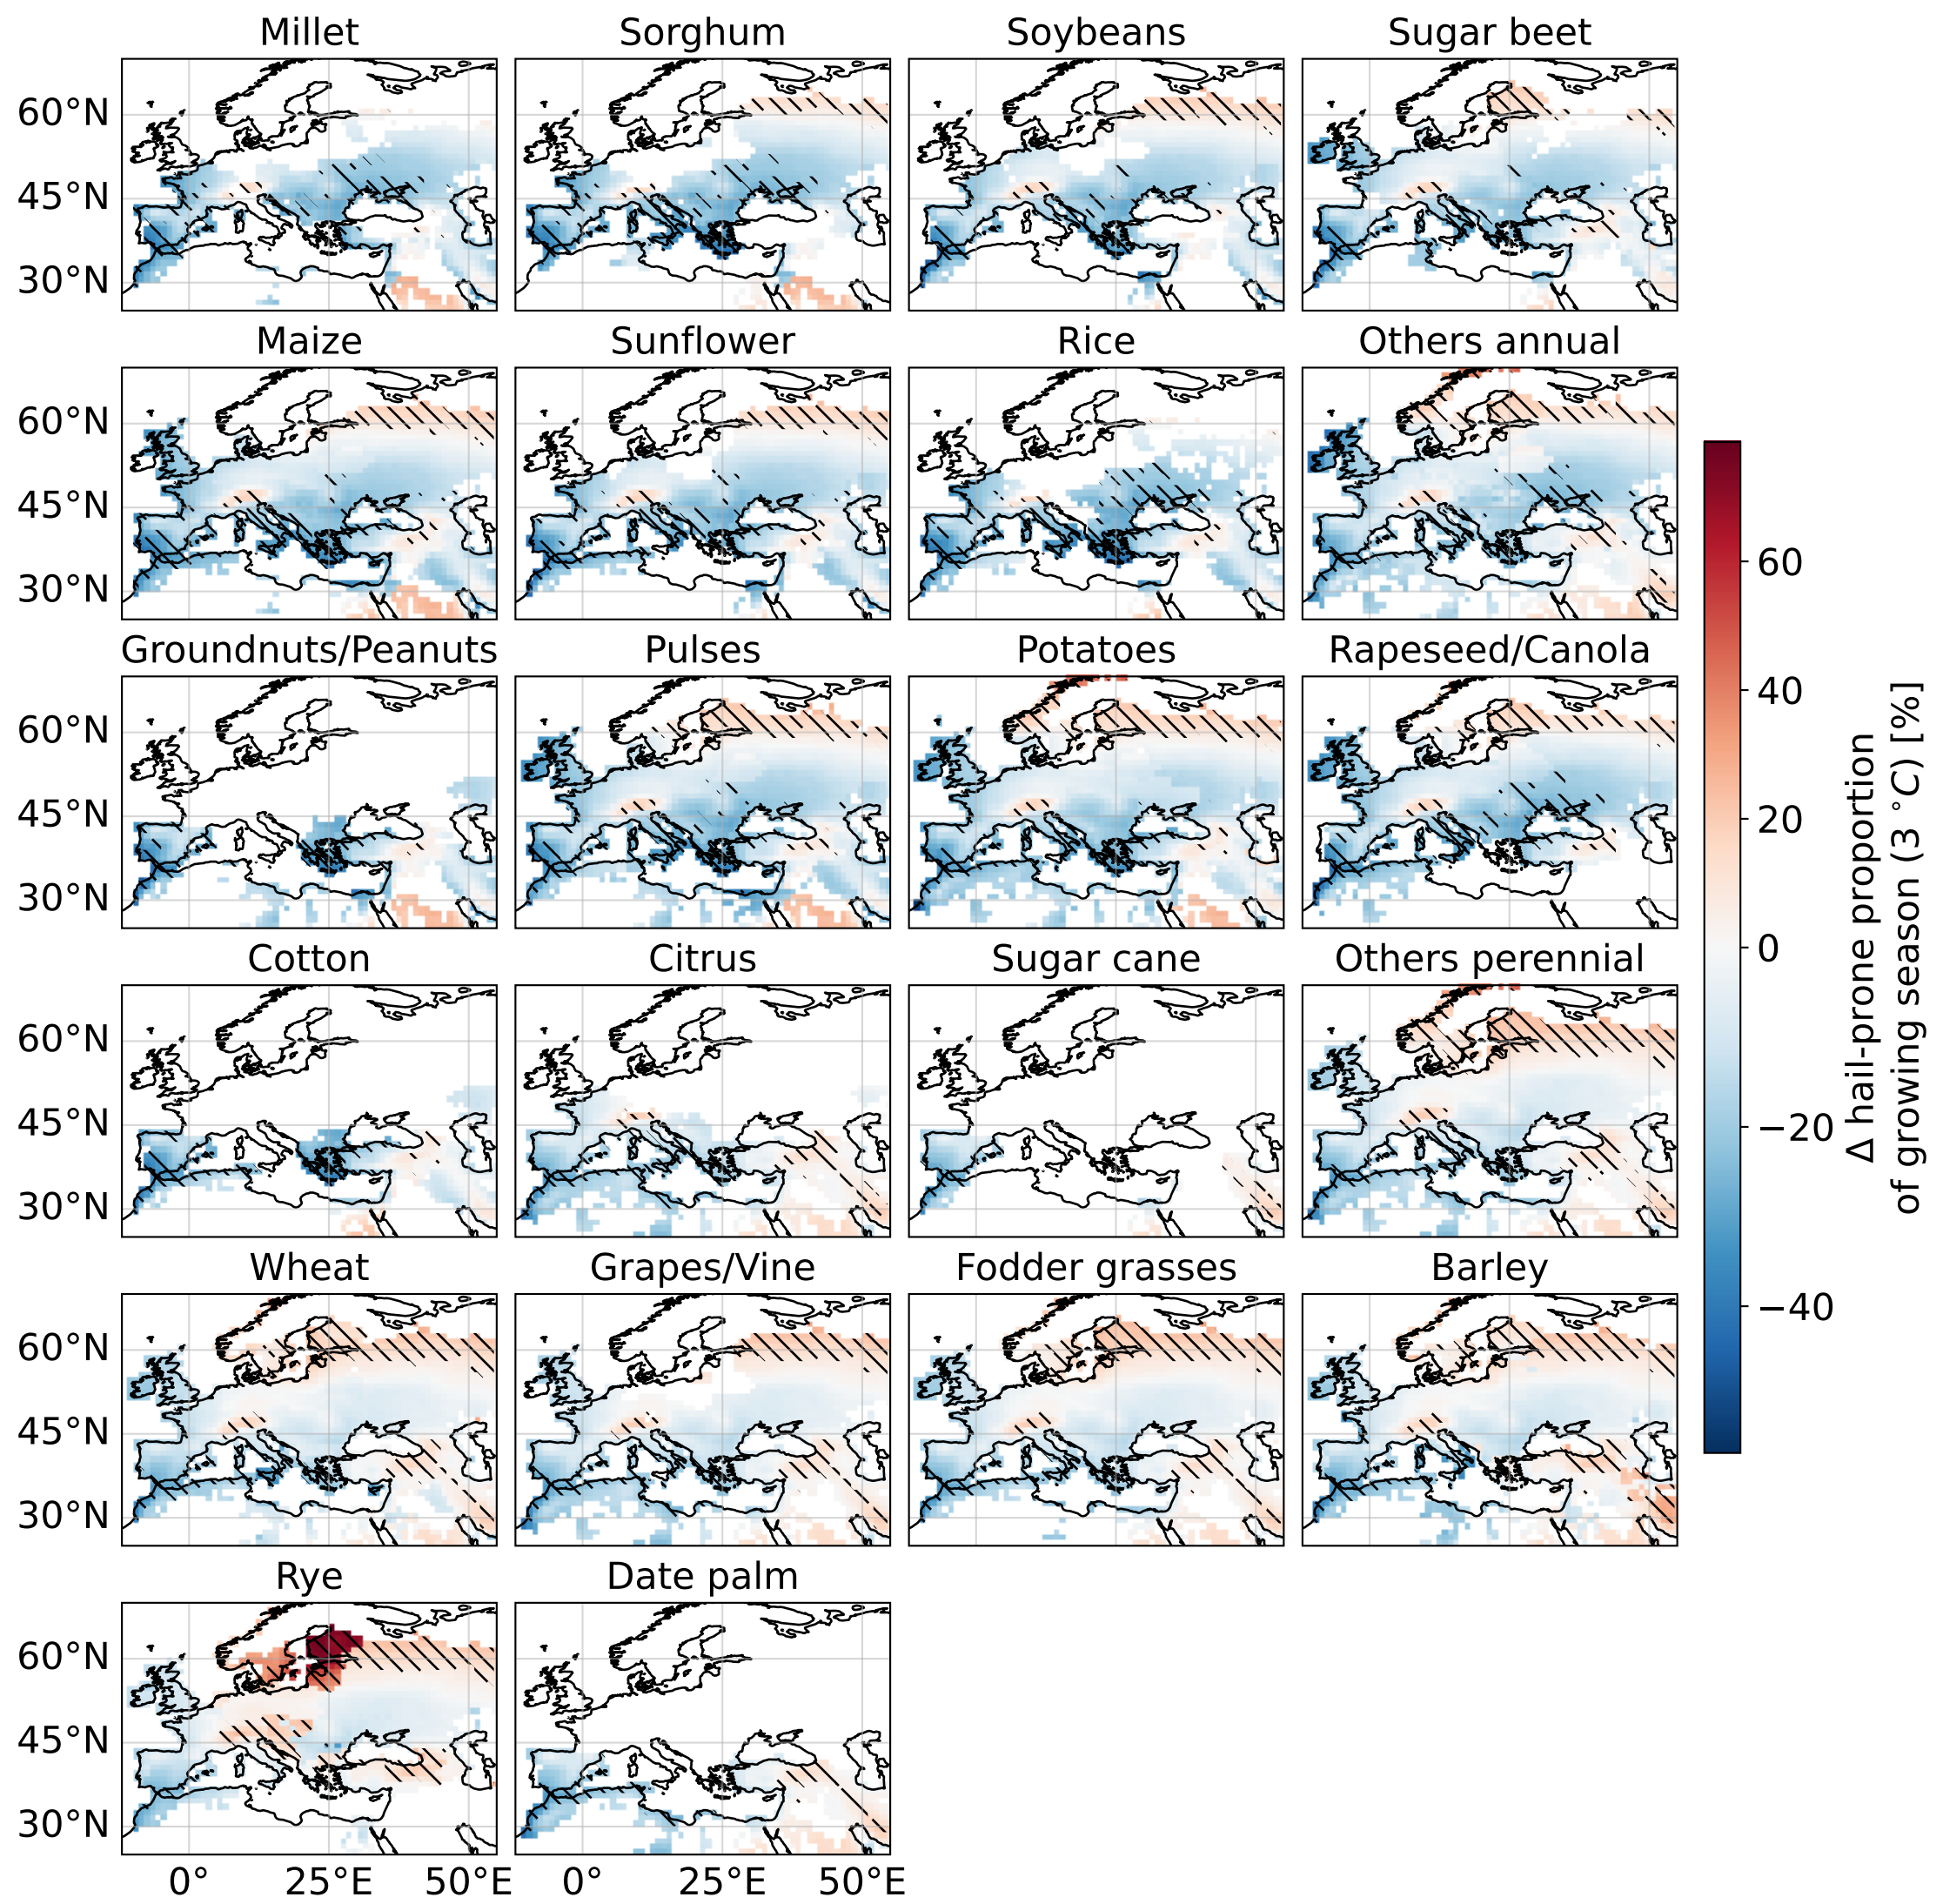 Millet Sorghum Soybeans Sugar beet
60°N
45°N
30°N
Maize Sunflower Rice Others annual
60°N
45°N
30°N
Groundnuts/Peanuts Pulses Potatoes Rapeseed/Canola
60°N
45°N
30°N
Cotton Citrus Sugar cane Others perennial
60°N
45°N
30°N
Wheat Grapes/Vine Fodder grasses Barley
60°N
45°N
30°N
Rye Date palm
60°N
45°N
30°N
0° 25°E 50°E 0° 25°E 50°E
60
40
20
0
−20
−40
Δ hail-prone proportion
of growing season (3 °C) [%]